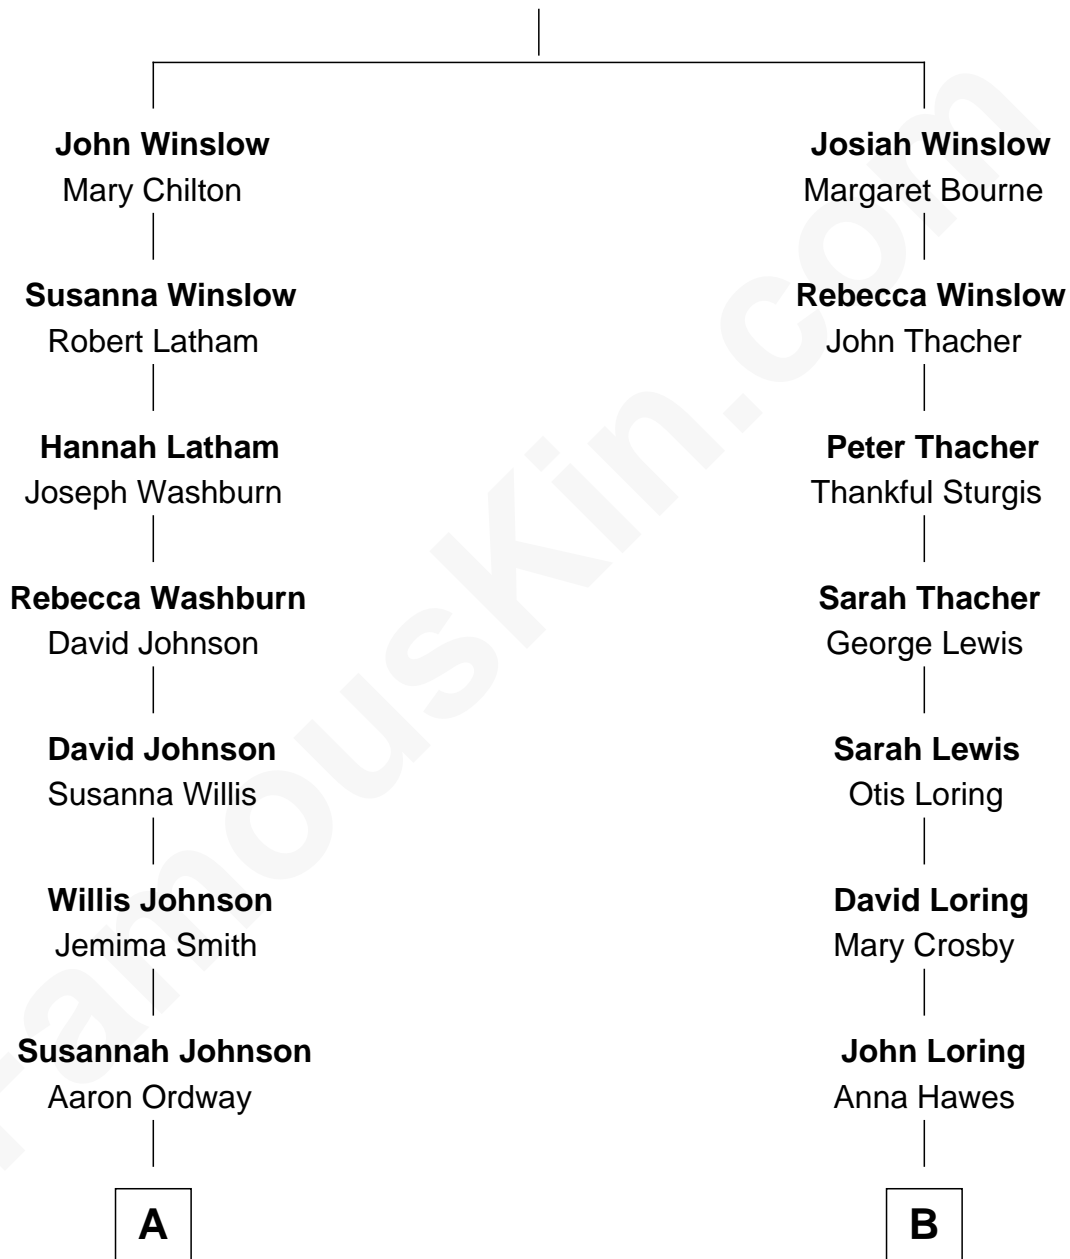 John Winslow
Mary Chilton
Susanna Winslow
Robert Latham
Hannah Latham
Joseph Washburn
Rebecca Washburn
David Johnson
David Johnson
Susanna Willis
Willis Johnson
Jemima Smith
Susannah Johnson
Aaron Ordway
A
Josiah Winslow
Margaret Bourne
Rebecca Winslow
John Thacher
Peter Thacher
Thankful Sturgis
Sarah Thacher
George Lewis
Sarah Lewis
Otis Loring
David Loring
Mary Crosby
John Loring
Anna Hawes
B
FamousKin.com